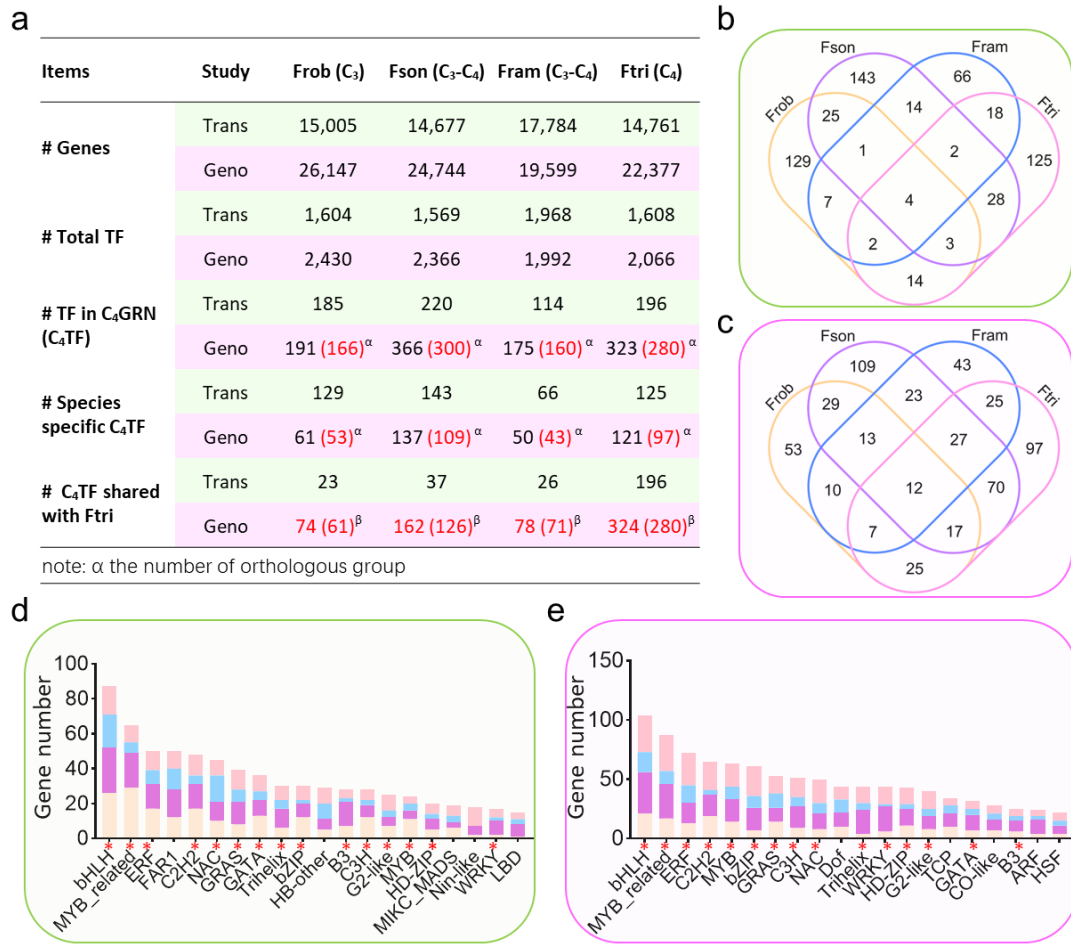 a
Items Study Frob (C₃) Fson (C₃-C₄) Fram (C₃-C₄) Ftri (C₄)
# Genes
Trans 15,005 14,677 17,784 14,761
Geno 26,147 24,744 19,599 22,377
# Total TF
Trans 1,604 1,569 1,968 1,608
Geno 2,430 2,366 1,992 2,066
# TF in C₄GRN
(C₄TF)
Trans 185 220 114 196
Geno 191 (166)α 366 (300)α 175 (160)α 323 (280)α
# Species
specific C₄TF
Trans 129 143 66 125
Geno 61 (53)α 137 (109)α 50 (43)α 121 (97)α
# C₄TF shared
with Ftri
Trans 23 37 26 196
Geno 74 (61)β 162 (126)β 78 (71)β 324 (280)β
note: α the number of orthologous group
b
Fson Fram
Frob Ftri
143 66
25 14 18
129 1 2 125
7 4 28
2 3
14
c
Fson Fram
Frob Ftri
109 43
29 23 25
53 13 27 97
10 12 70
7 17
25
d
Gene number
100
80
60
40
20
0
bHLH*
MYB_related*
ERF*
FAR1
C2H2*
NAC*
GRAS*
GATA*
Trihelix*
bZIP*
HB-other
B3*
C3H*
G2-like*
MYB*
HD-ZIP*
MIKC_MADS
Nin-like
WRKY*
LBD
e
Gene number
150
100
50
0
bHLH*
MYB_related*
ERF*
C2H2*
MYB*
bZIP*
GRAS*
C3H*
NAC*
Dof
Trihelix*
WRKY*
HD-ZIP*
G2-like*
TCP
GATA*
CO-like
B3*
ARF
HSF